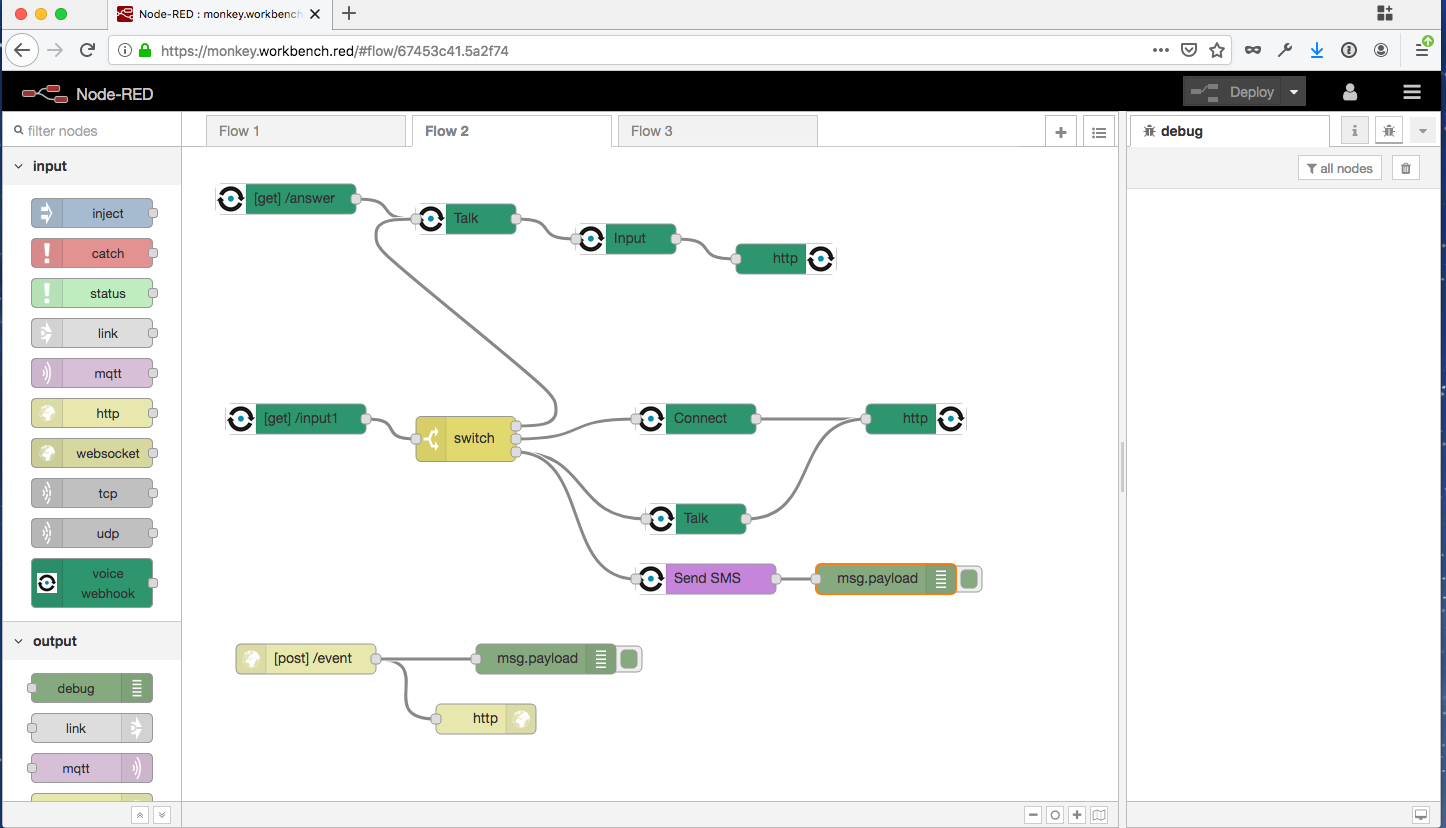 Node-RED : monkey.workbench
https://monkey.workbench.red/#flow/67453c41.5a2f74
Node-RED
Deploy
filter nodes
Flow 1
Flow 2
Flow 3
debug
all nodes
input
inject
catch
status
link
mqtt
http
websocket
tcp
udp
voice
webhook
output
debug
link
mqtt
[get] /answer
Talk
Input
http
[get] /input1
switch
Connect
http
Talk
Send SMS
msg.payload
[post] /event
msg.payload
http